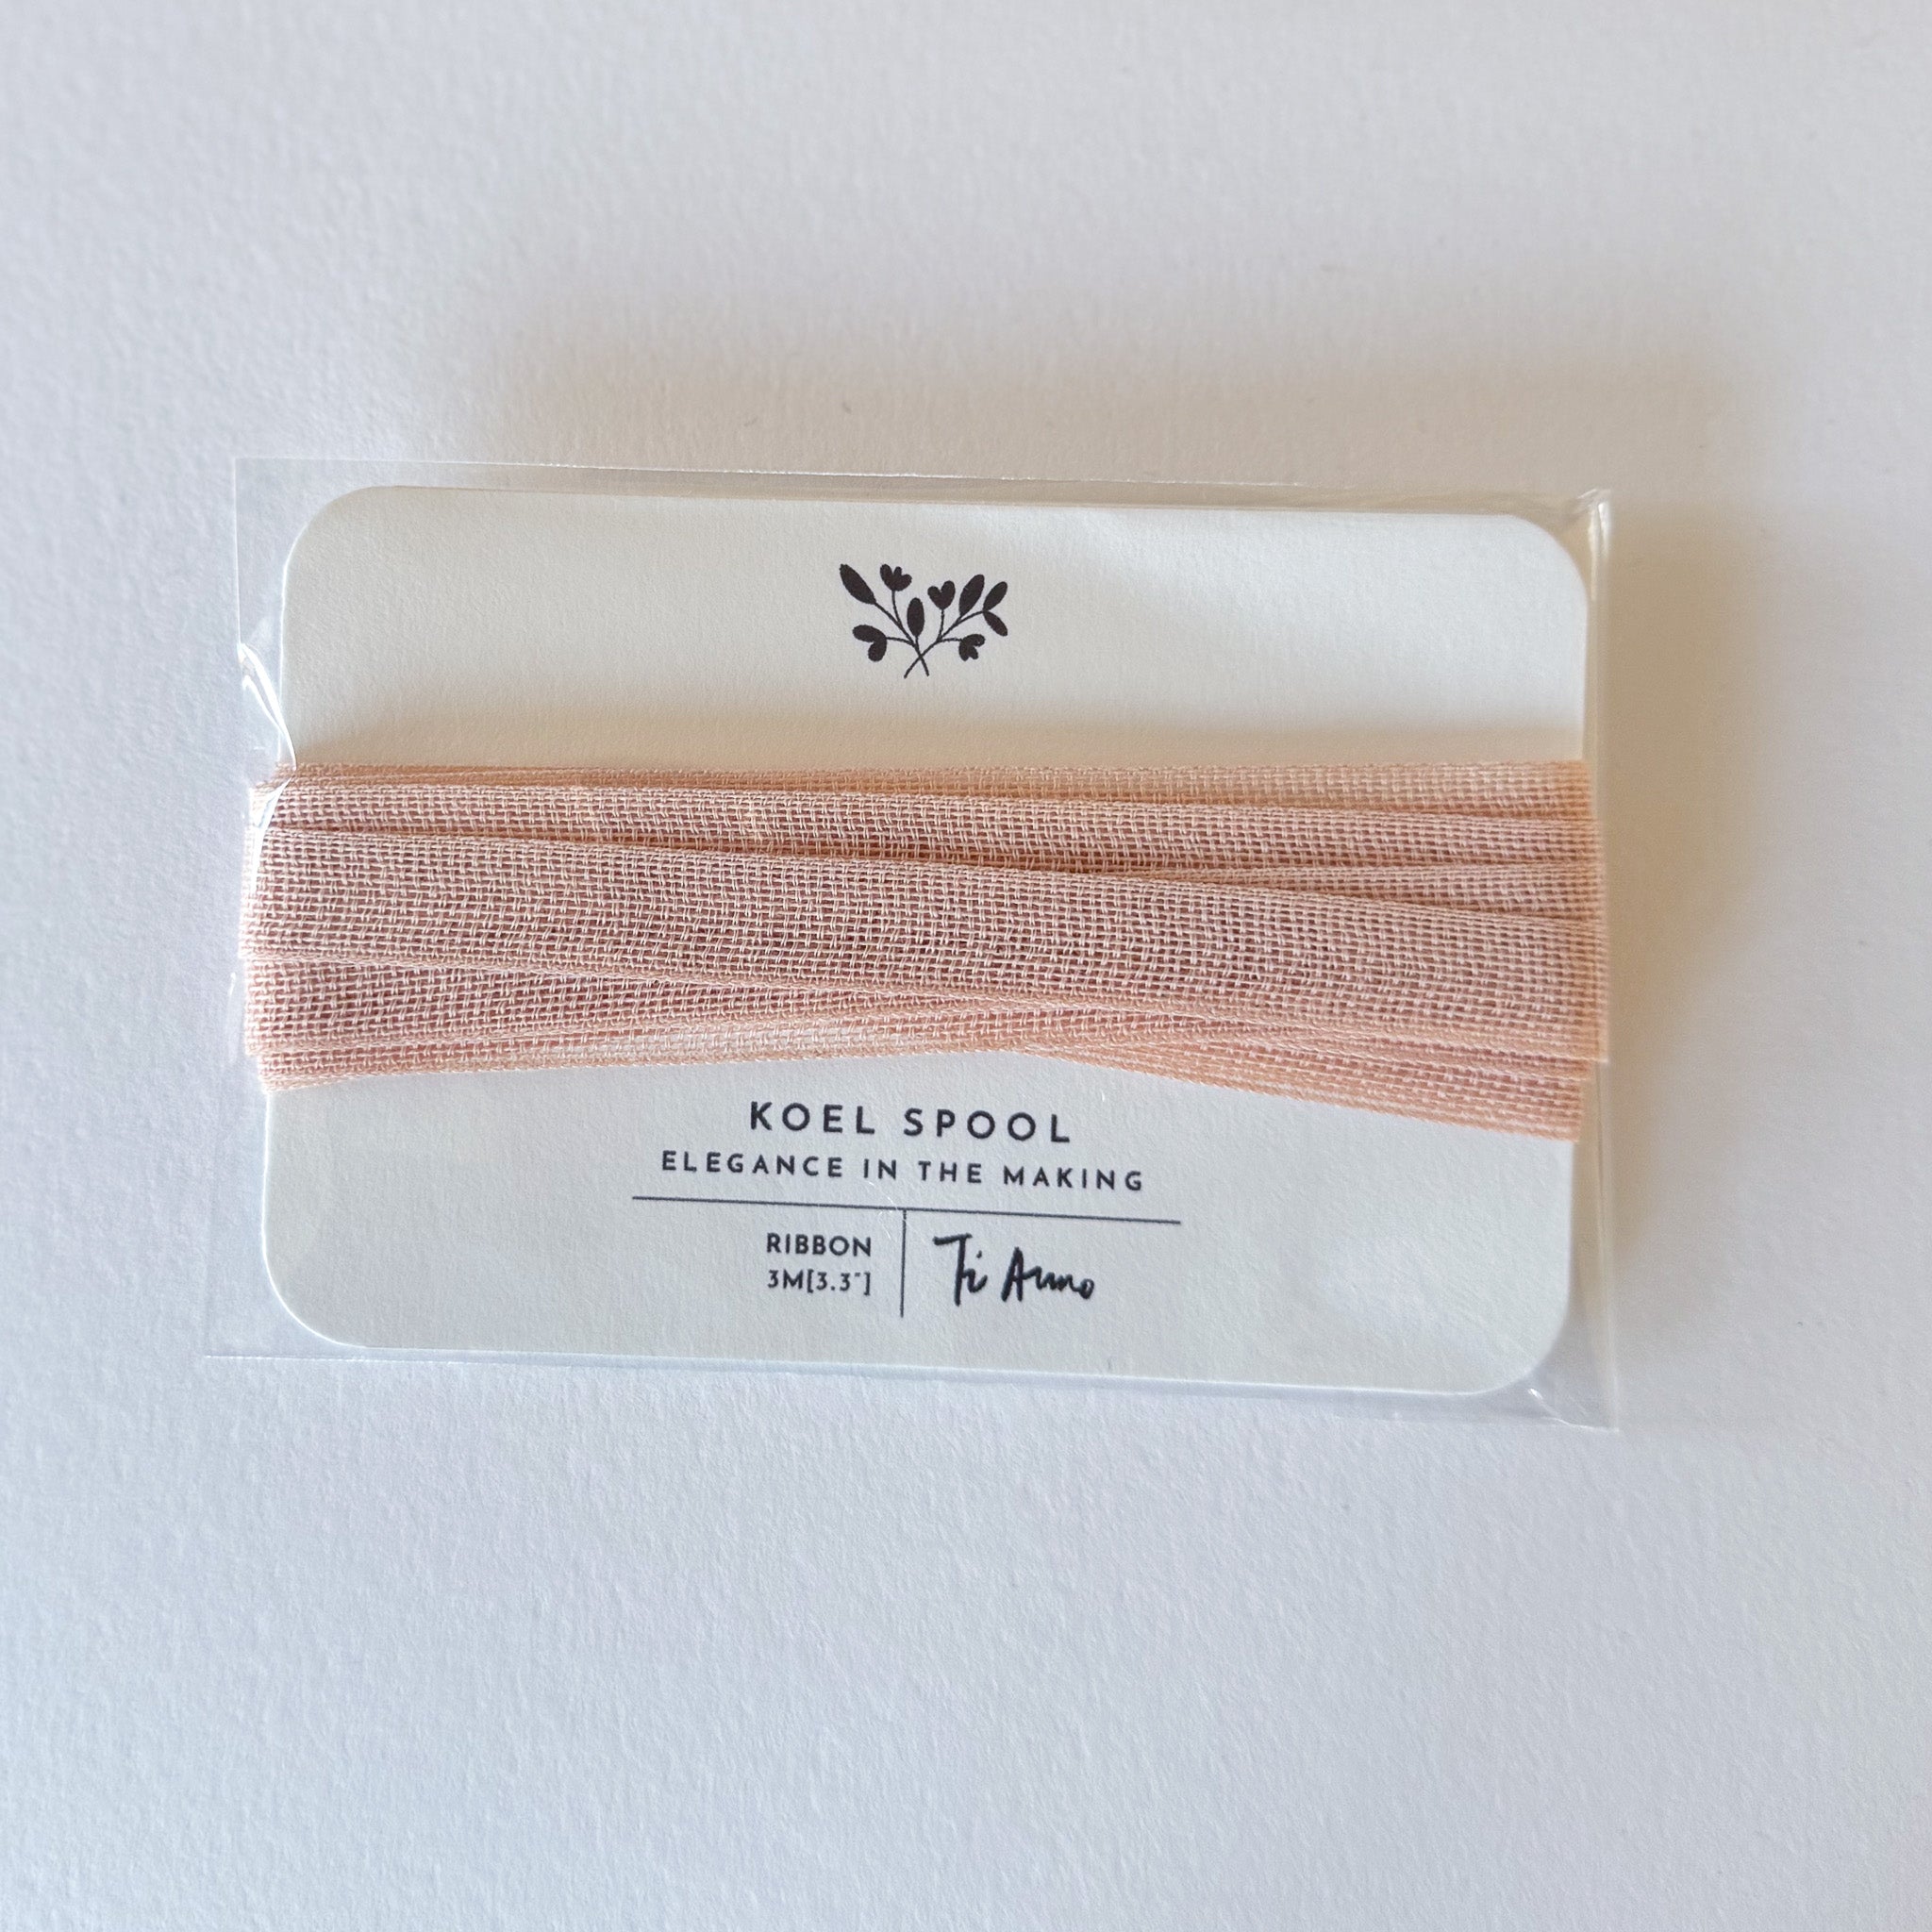 KOEL SPOOL
ELEGANCE IN THE MAKING
RIBBON
3M[3.3"]
Ti Amo